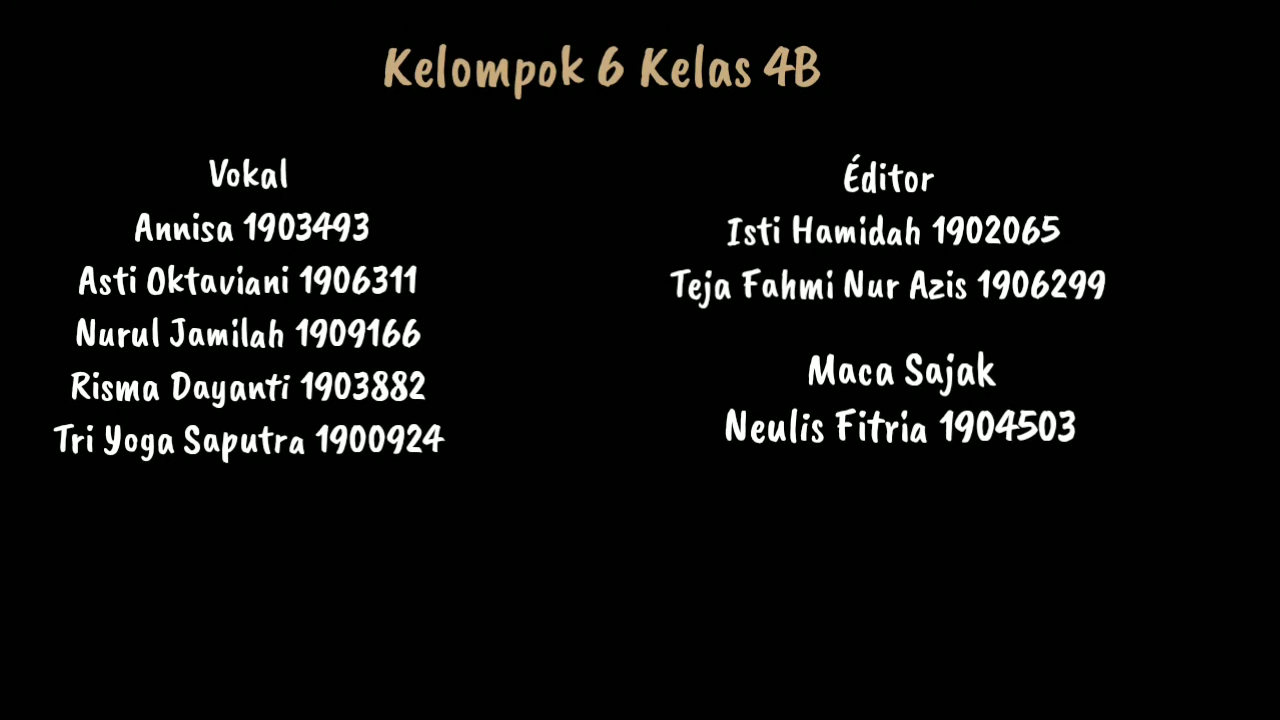 Kelompok 6 Kelas 4B
Vokal
Annisa 1903493
Asti Oktaviani 1906311
Nurul Jamilah 1909166
Risma Dayanti 1903882
Tri Yoga Saputra 1900924
Éditor
Isti Hamidah 1902065
Teja Fahmi Nur Azis 1906299
Maca Sajak
Neulis Fitria 1904503